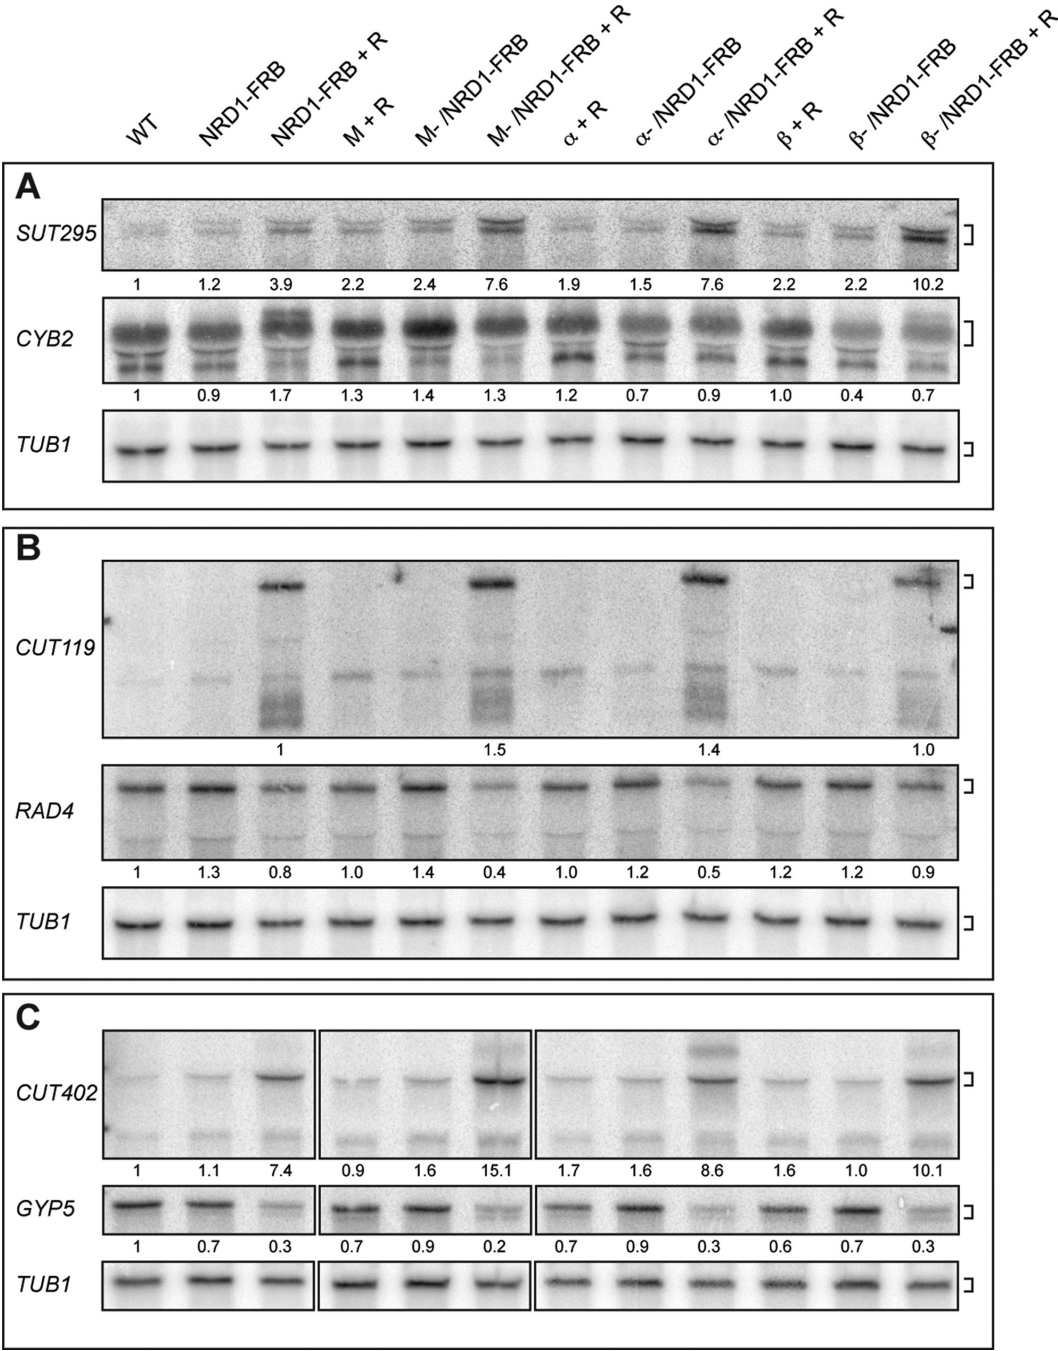 WT NRD1-FRB NRD1-FRB + R M + R M- /NRD1-FRB M- /NRD1-FRB + R α + R α- /NRD1-FRB α- /NRD1-FRB + R β + R β- /NRD1-FRB β- /NRD1-FRB + R
A
SUT295
1 1.2 3.9 2.2 2.4 7.6 1.9 1.5 7.6 2.2 2.2 10.2
CYB2
1 0.9 1.7 1.3 1.4 1.3 1.2 0.7 0.9 1.0 0.4 0.7
TUB1
B
CUT119
1 1.5 1.4 1.0
RAD4
1 1.3 0.8 1.0 1.4 0.4 1.0 1.2 0.5 1.2 1.2 0.9
TUB1
C
CUT402
1 1.1 7.4 0.9 1.6 15.1 1.7 1.6 8.6 1.6 1.0 10.1
GYP5
1 0.7 0.3 0.7 0.9 0.2 0.7 0.9 0.3 0.6 0.7 0.3
TUB1